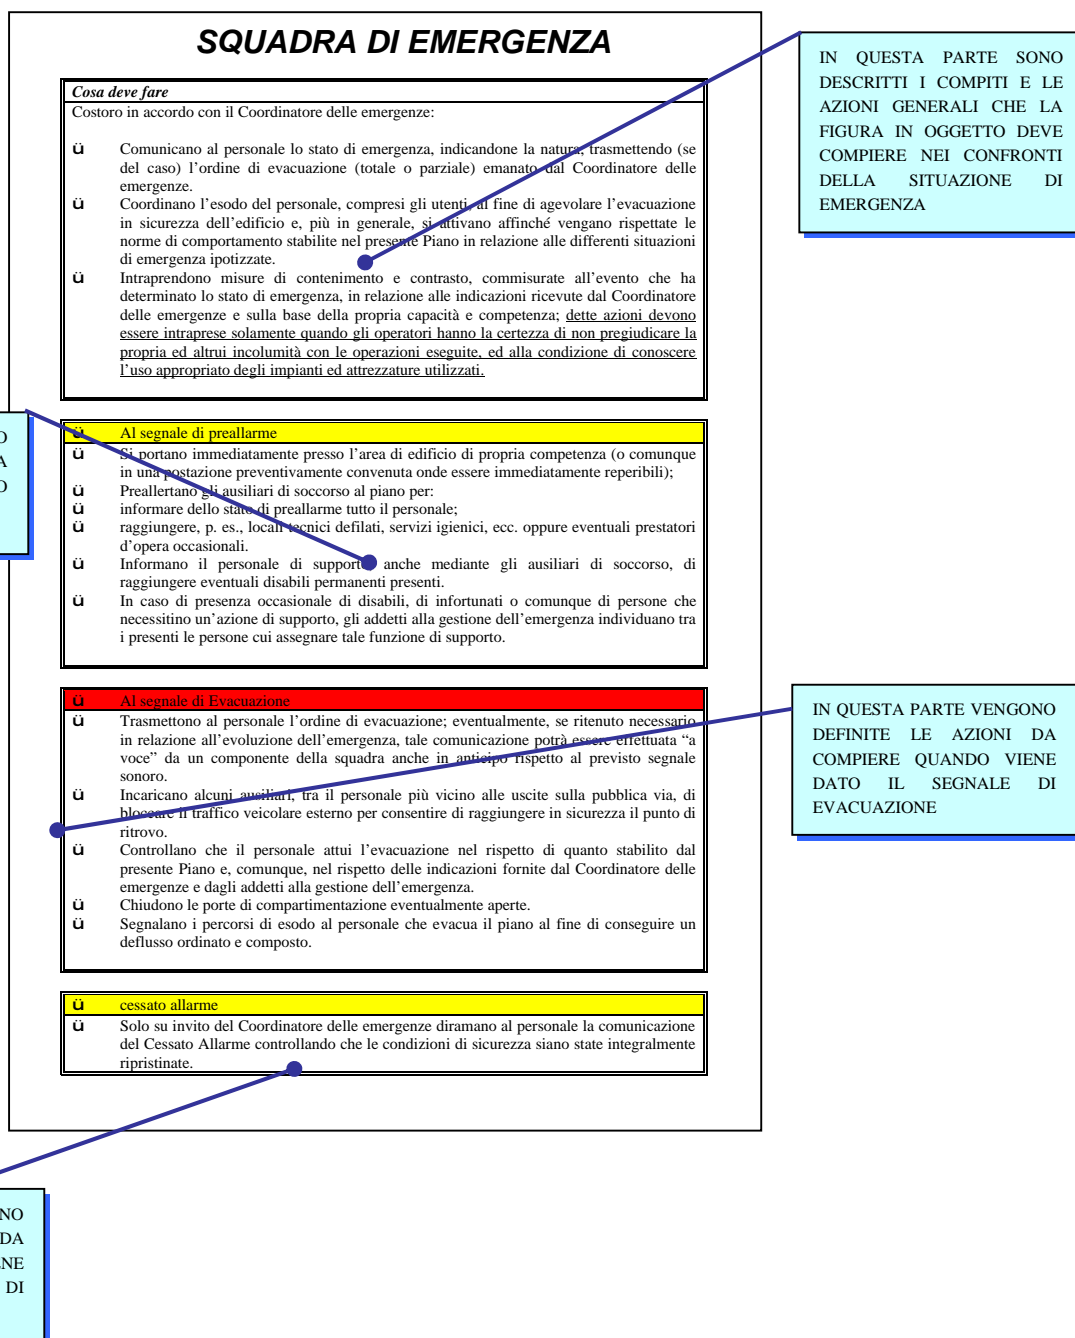 SQUADRA DI EMERGENZA
Cosa deve fare
Costoro in accordo con il Coordinatore delle emergenze:
ü Comunicano al personale lo stato di emergenza, indicandone la natura, trasmettendo (se
del caso) l’ordine di evacuazione (totale o parziale) emanato dal Coordinatore delle
emergenze.
ü Coordinano l’esodo del personale, compresi gli utenti, al fine di agevolare l’evacuazione
in sicurezza dell’edificio e, più in generale, si attivano affinché vengano rispettate le
norme di comportamento stabilite nel presente Piano in relazione alle differenti situazioni
di emergenza ipotizzate.
ü Intraprendono misure di contenimento e contrasto, commisurate all’evento che ha
determinato lo stato di emergenza, in relazione alle indicazioni ricevute dal Coordinatore
delle emergenze e sulla base della propria capacità e competenza; dette azioni devono
essere intraprese solamente quando gli operatori hanno la certezza di non pregiudicare la
propria ed altrui incolumità con le operazioni eseguite, ed alla condizione di conoscere
l’uso appropriato degli impianti ed attrezzature utilizzati.
ü Al segnale di preallarme
ü Si portano immediatamente presso l’area di edificio di propria competenza (o comunque
in una postazione preventivamente convenuta onde essere immediatamente reperibili);
ü Preallertano gli ausiliari di soccorso al piano per:
ü informare dello stato di preallarme tutto il personale;
ü raggiungere, p. es., locali tecnici defilati, servizi igienici, ecc. oppure eventuali prestatori
d’opera occasionali.
ü Informano il personale di supporto, anche mediante gli ausiliari di soccorso, di
raggiungere eventuali disabili permanenti presenti.
ü In caso di presenza occasionale di disabili, di infortunati o comunque di persone che
necessitino un’azione di supporto, gli addetti alla gestione dell’emergenza individuano tra
i presenti le persone cui assegnare tale funzione di supporto.
ü Al segnale di Evacuazione
ü Trasmettono al personale l’ordine di evacuazione; eventualmente, se ritenuto necessario
in relazione all’evoluzione dell’emergenza, tale comunicazione potrà essere effettuata “a
voce” da un componente della squadra anche in anticipo rispetto al previsto segnale
sonoro.
ü Incaricano alcuni ausiliari, tra il personale più vicino alle uscite sulla pubblica via, di
bloccare il traffico veicolare esterno per consentire di raggiungere in sicurezza il punto di
ritrovo.
ü Controllano che il personale attui l’evacuazione nel rispetto di quanto stabilito dal
presente Piano e, comunque, nel rispetto delle indicazioni fornite dal Coordinatore delle
emergenze e dagli addetti alla gestione dell’emergenza.
ü Chiudono le porte di compartimentazione eventualmente aperte.
ü Segnalano i percorsi di esodo al personale che evacua il piano al fine di conseguire un
deflusso ordinato e composto.
ü cessato allarme
ü Solo su invito del Coordinatore delle emergenze diramano al personale la comunicazione
del Cessato Allarme controllando che le condizioni di sicurezza siano state integralmente
ripristinate.
IN QUESTA PARTE SONO
DESCRITTI I COMPITI E LE
AZIONI GENERALI CHE LA
FIGURA IN OGGETTO DEVE
COMPIERE NEI CONFRONTI
DELLA SITUAZIONE DI
EMERGENZA
O
A
O
IN QUESTA PARTE VENGONO
DEFINITE LE AZIONI DA
COMPIERE QUANDO VIENE
DATO IL SEGNALE DI
EVACUAZIONE
NO
DA
NE
DI